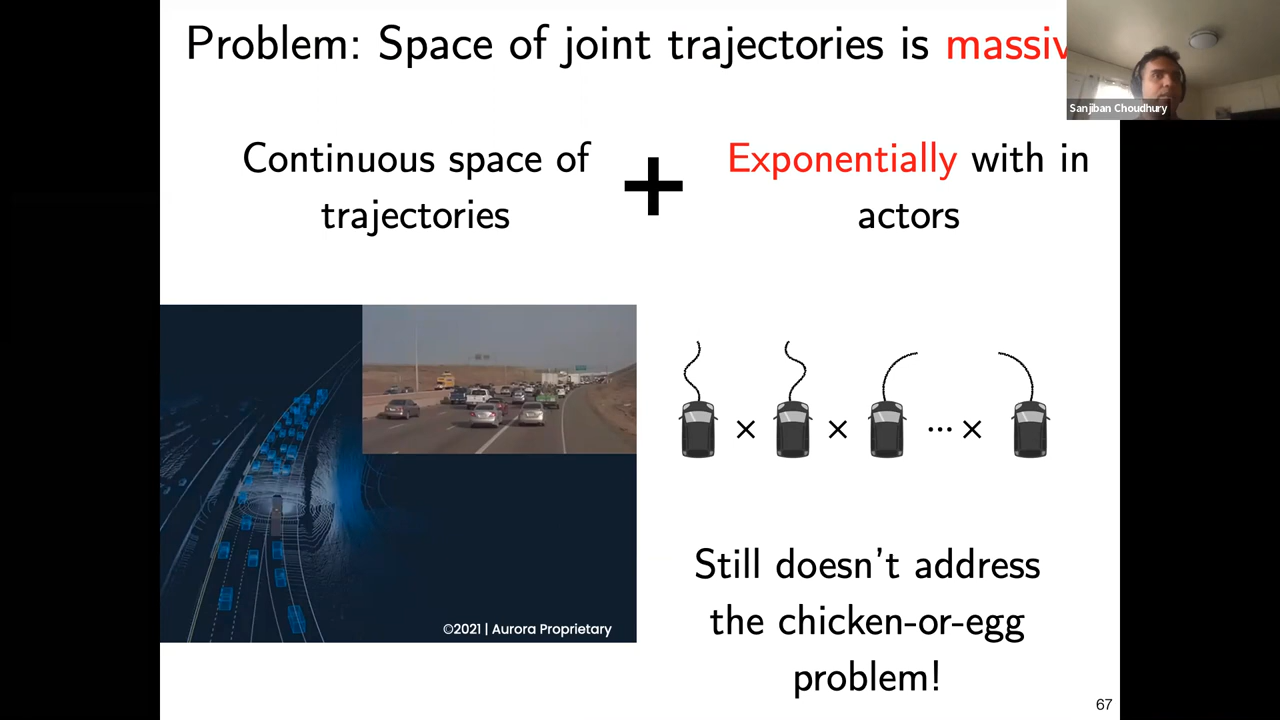 Problem: Space of joint trajectories is massiv
Sanjiban Choudhury
Continuous space of
trajectories
+
Exponentially with in
actors
× × ... ×
©2021 | Aurora Proprietary
Still doesn't address
the chicken-or-egg
problem!
67